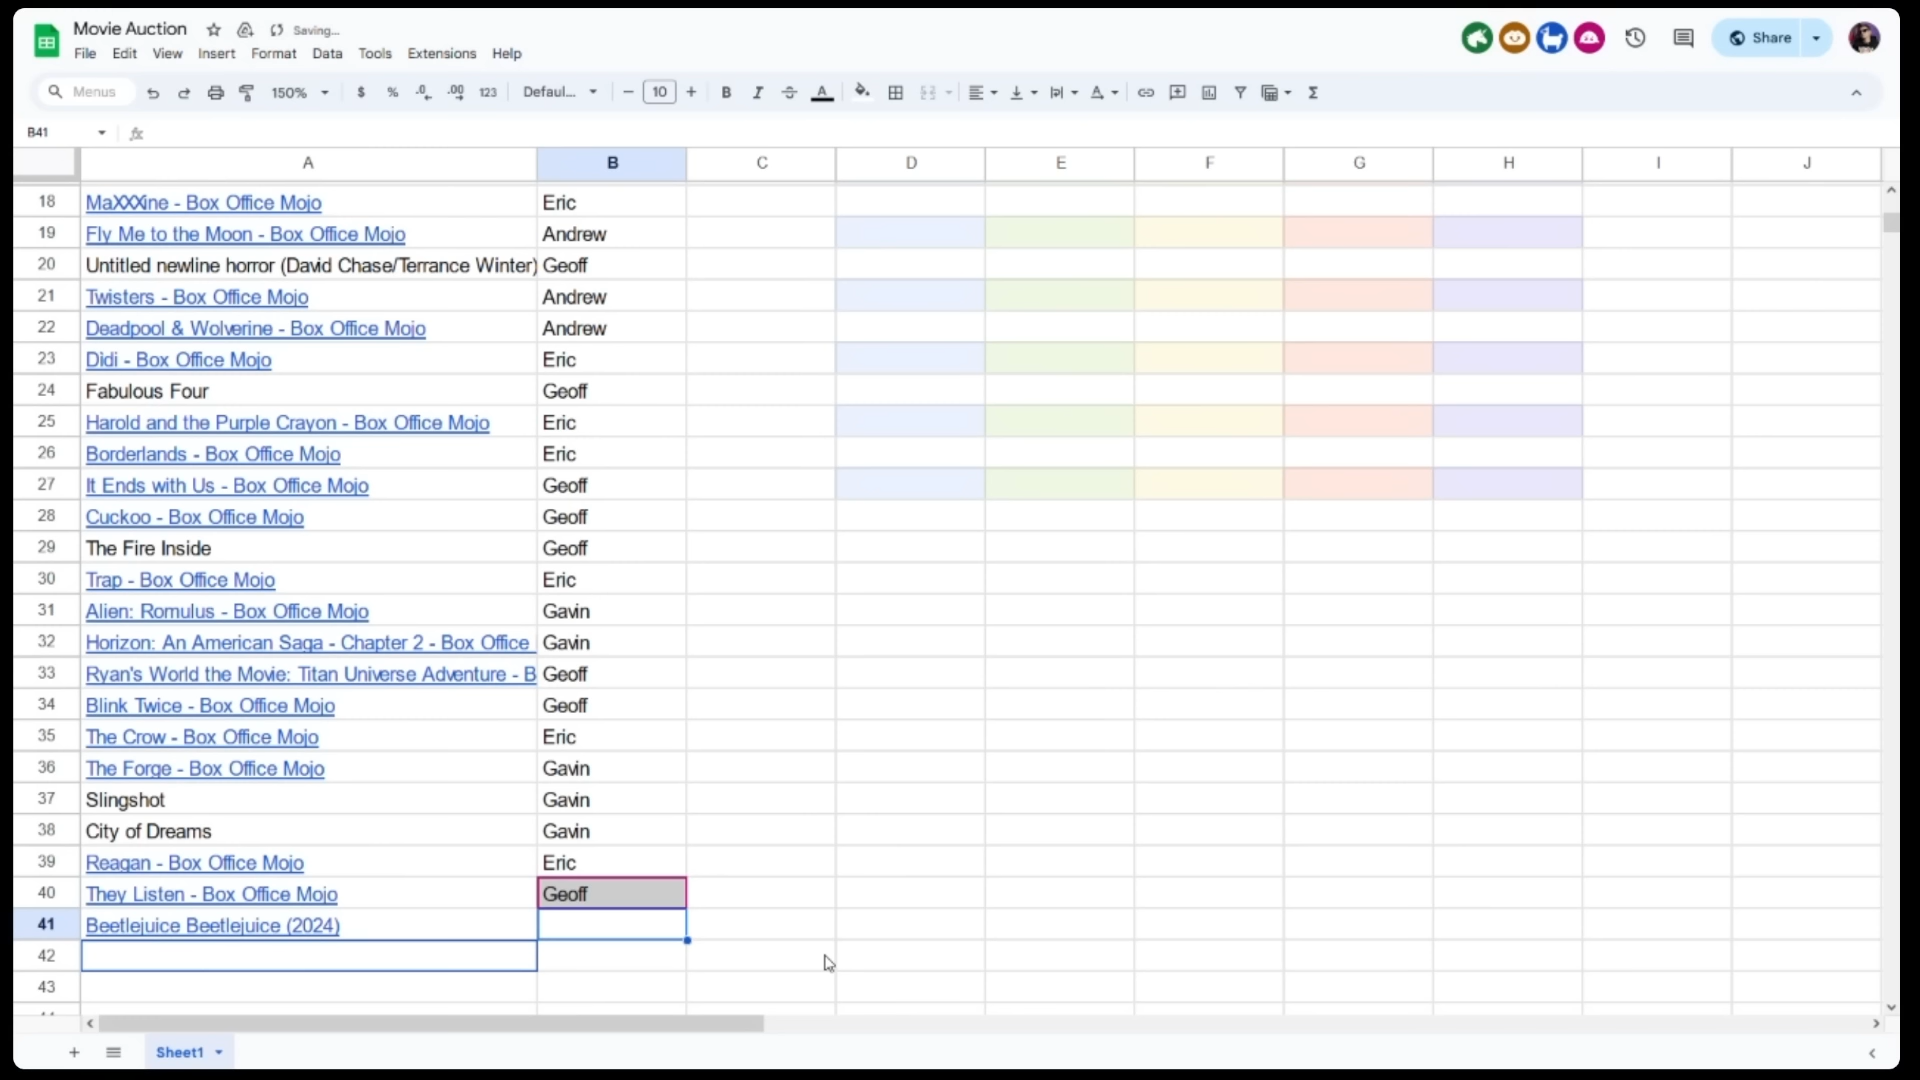 Movie Auction Saving...
File Edit View Insert Format Data Tools Extensions Help
Share
Menus 150% $ % .0 .00 123 Defaul... 10 B I A Σ
B41 fx
A B C D E F G H I J
18 MaXXXine - Box Office Mojo Eric
19 Fly Me to the Moon - Box Office Mojo Andrew
20 Untitled newline horror (David Chase/Terrance Winter) Geoff
21 Twisters - Box Office Mojo Andrew
22 Deadpool & Wolverine - Box Office Mojo Andrew
23 Didi - Box Office Mojo Eric
24 Fabulous Four Geoff
25 Harold and the Purple Crayon - Box Office Mojo Eric
26 Borderlands - Box Office Mojo Eric
27 It Ends with Us - Box Office Mojo Geoff
28 Cuckoo - Box Office Mojo Geoff
29 The Fire Inside Geoff
30 Trap - Box Office Mojo Eric
31 Alien: Romulus - Box Office Mojo Gavin
32 Horizon: An American Saga - Chapter 2 - Box Office Gavin
33 Ryan's World the Movie: Titan Universe Adventure - B Geoff
34 Blink Twice - Box Office Mojo Geoff
35 The Crow - Box Office Mojo Eric
36 The Forge - Box Office Mojo Gavin
37 Slingshot Gavin
38 City of Dreams Gavin
39 Reagan - Box Office Mojo Eric
40 They Listen - Box Office Mojo Geoff
41 Beetlejuice Beetlejuice (2024)
42
43
Sheet1